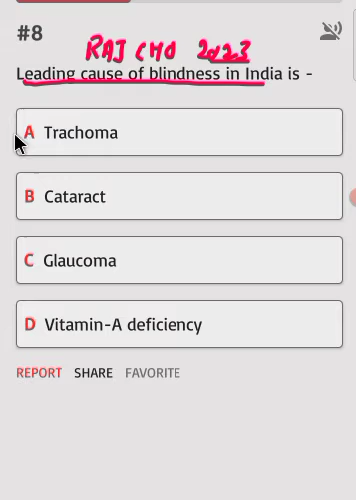 #8
RAJ CHO 2023
Leading cause of blindness in India is -
A Trachoma
B Cataract
C Glaucoma
D Vitamin-A deficiency
REPORT SHARE FAVORITE